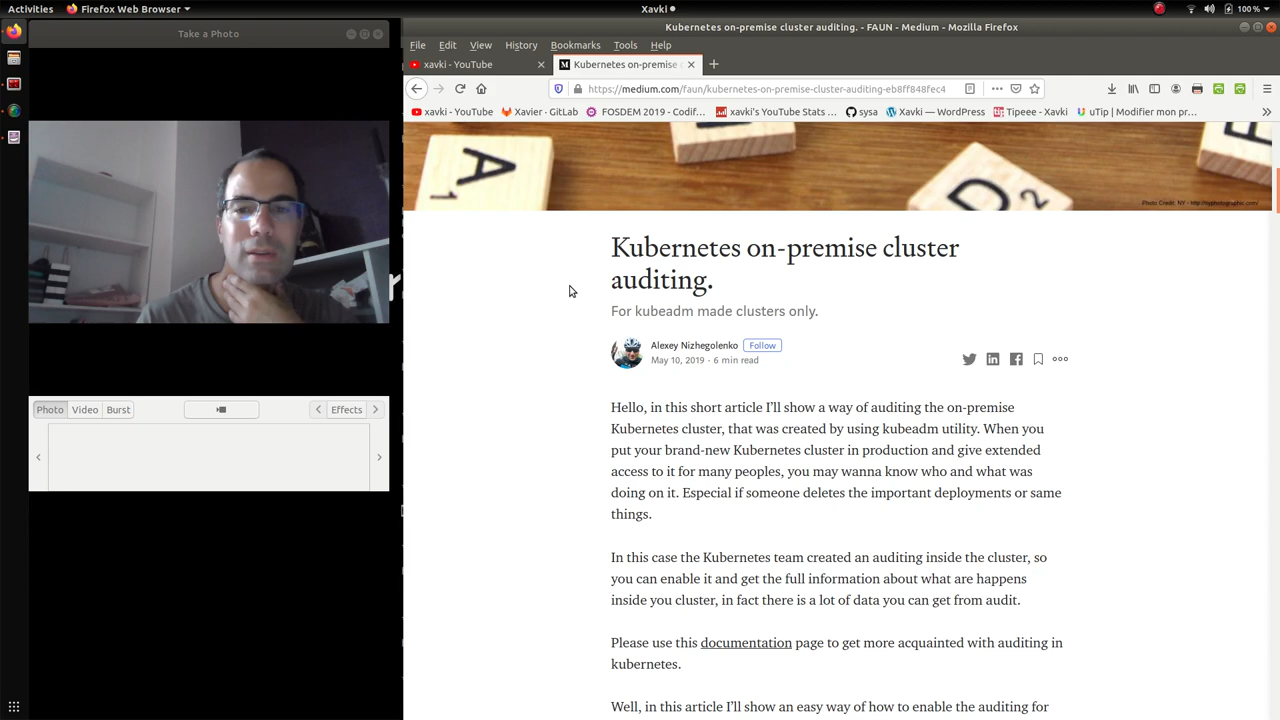 Activities
Firefox Web Browser
Xavki
100 %
Take a Photo
Kubernetes on-premise cluster auditing. - FAUN - Medium - Mozilla Firefox
File Edit View History Bookmarks Tools Help
xavki - YouTube
Kubernetes on-premise c
https://medium.com/faun/kubernetes-on-premise-cluster-auditing-eb8ff848fec4
xavki - YouTube
Xavier · GitLab
FOSDEM 2019 - Codif…
xavki's YouTube Stats …
sysa
Xavki — WordPress
Tipeee - Xavki
uTip | Modifier mon pr…
A
1
D
2
Photo Credit: NY - http://nyphotographic.com/
Kubernetes on-premise cluster
auditing.
For kubeadm made clusters only.
Alexey Nizhegolenko Follow
May 10, 2019 · 6 min read
Photo Video Burst
Effects
Hello, in this short article I’ll show a way of auditing the on-premise
Kubernetes cluster, that was created by using kubeadm utility. When you
put your brand-new Kubernetes cluster in production and give extended
access to it for many peoples, you may wanna know who and what was
doing on it. Especial if someone deletes the important deployments or same
things.
In this case the Kubernetes team created an auditing inside the cluster, so
you can enable it and get the full information about what are happens
inside you cluster, in fact there is a lot of data you can get from audit.
Please use this documentation page to get more acquainted with auditing in
kubernetes.
Well, in this article I’ll show an easy way of how to enable the auditing for